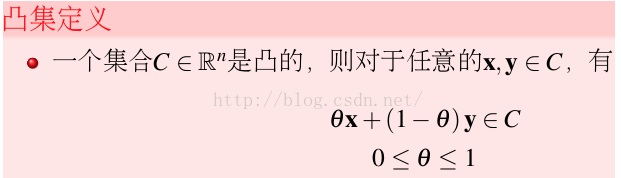 凸集定义
一个集合C ∈ ℝⁿ是凸的，则对于任意的x, y ∈ C，有
http://blog.csdn.net/
θx + (1 − θ) y ∈ C
0 ≤ θ ≤ 1